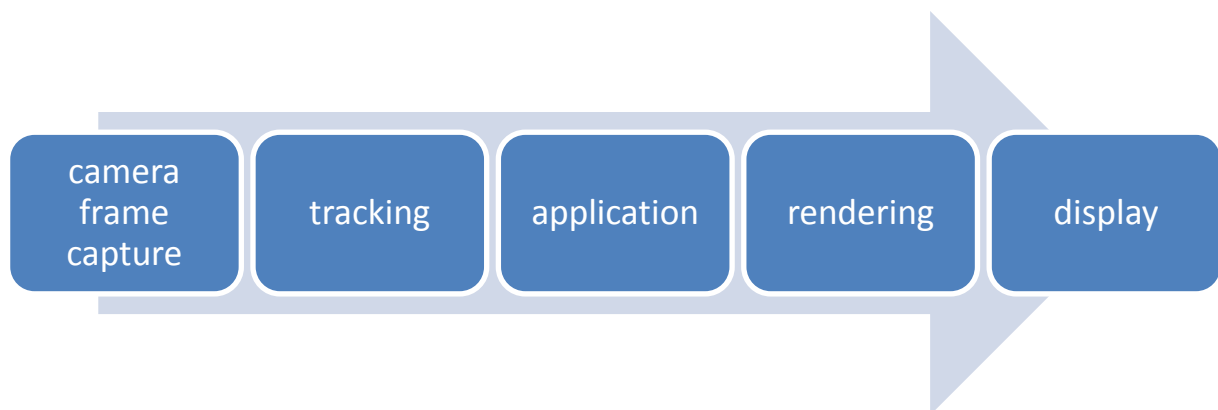 camera
frame
capture
tracking
application
rendering
display